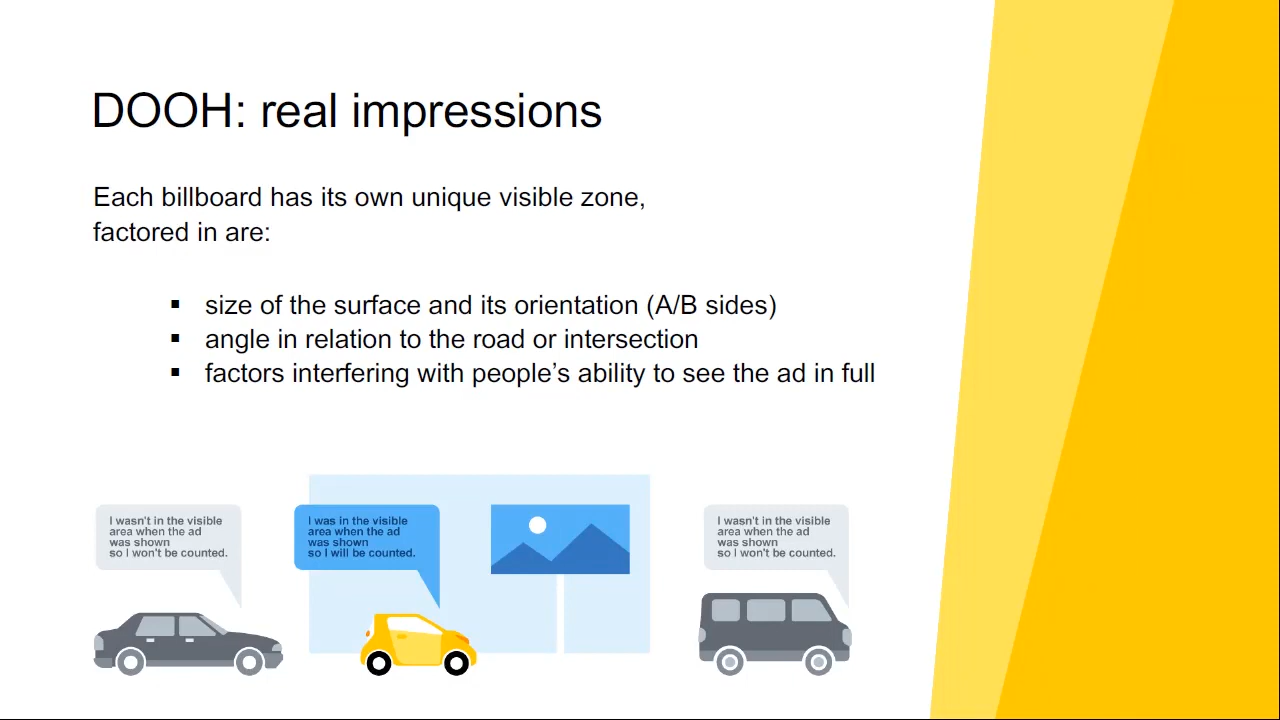 DOOH: real impressions
Each billboard has its own unique visible zone,
factored in are:
▪ size of the surface and its orientation (A/B sides)
▪ angle in relation to the road or intersection
▪ factors interfering with people’s ability to see the ad in full
I wasn't in the visible
area when the ad
was shown
so I won't be counted.
I was in the visible
area when the ad
was shown
so I will be counted.
I wasn't in the visible
area when the ad
was shown
so I won't be counted.